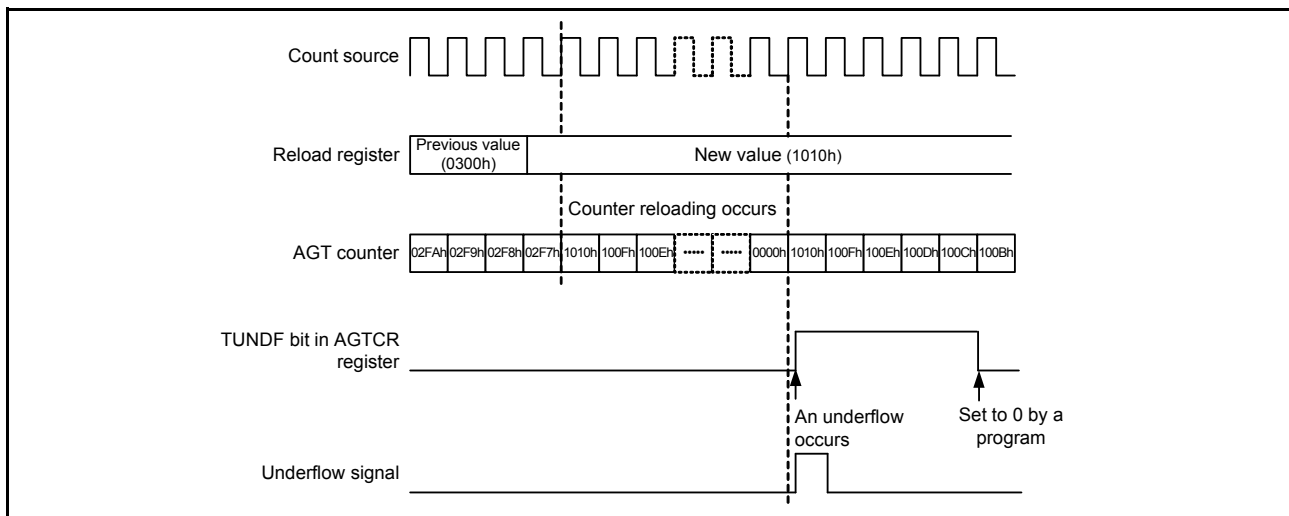 Count source
Reload register
Previous value
(0300h)
New value (1010h)
Counter reloading occurs
AGT counter
02FAh 02F9h 02F8h 02F7h 1010h 100Fh 100Eh ••••• ••••• 0000h 1010h 100Fh 100Eh 100Dh 100Ch 100Bh
TUNDF bit in AGTCR
register
An underflow
occurs
Set to 0 by a
program
Underflow signal